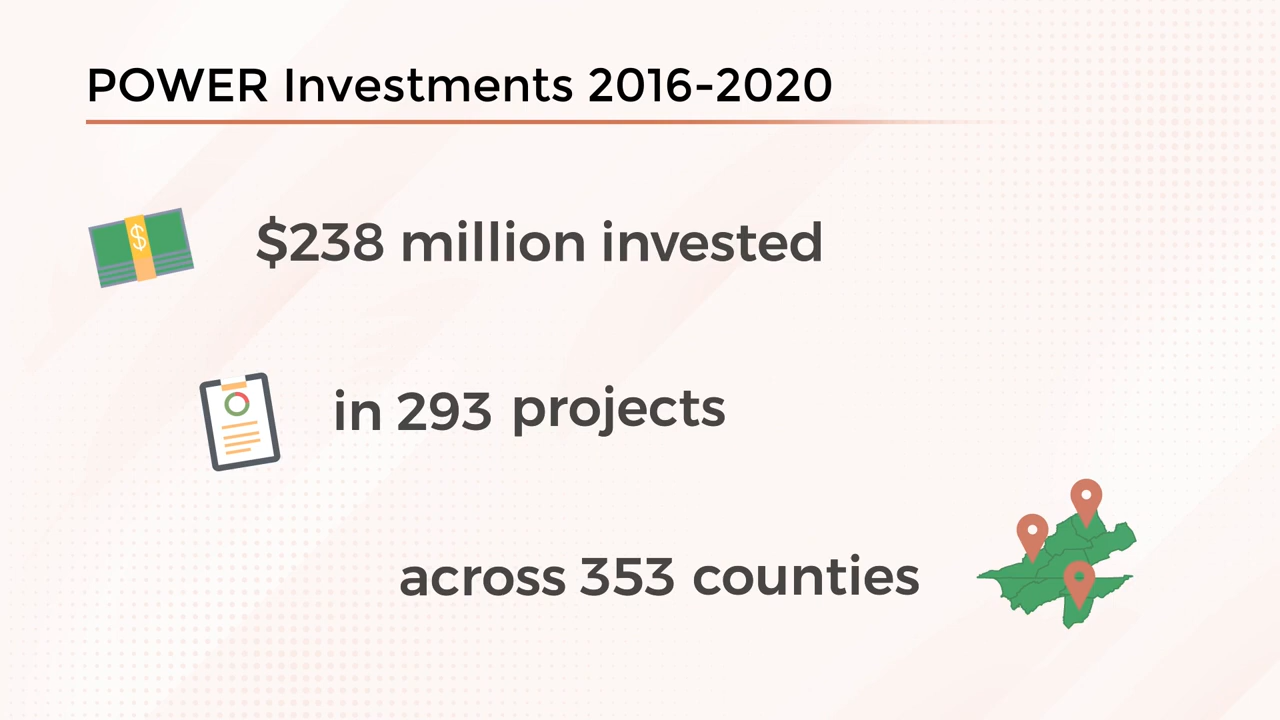 POWER Investments 2016-2020
$238 million invested
in 293 projects
across 353 counties